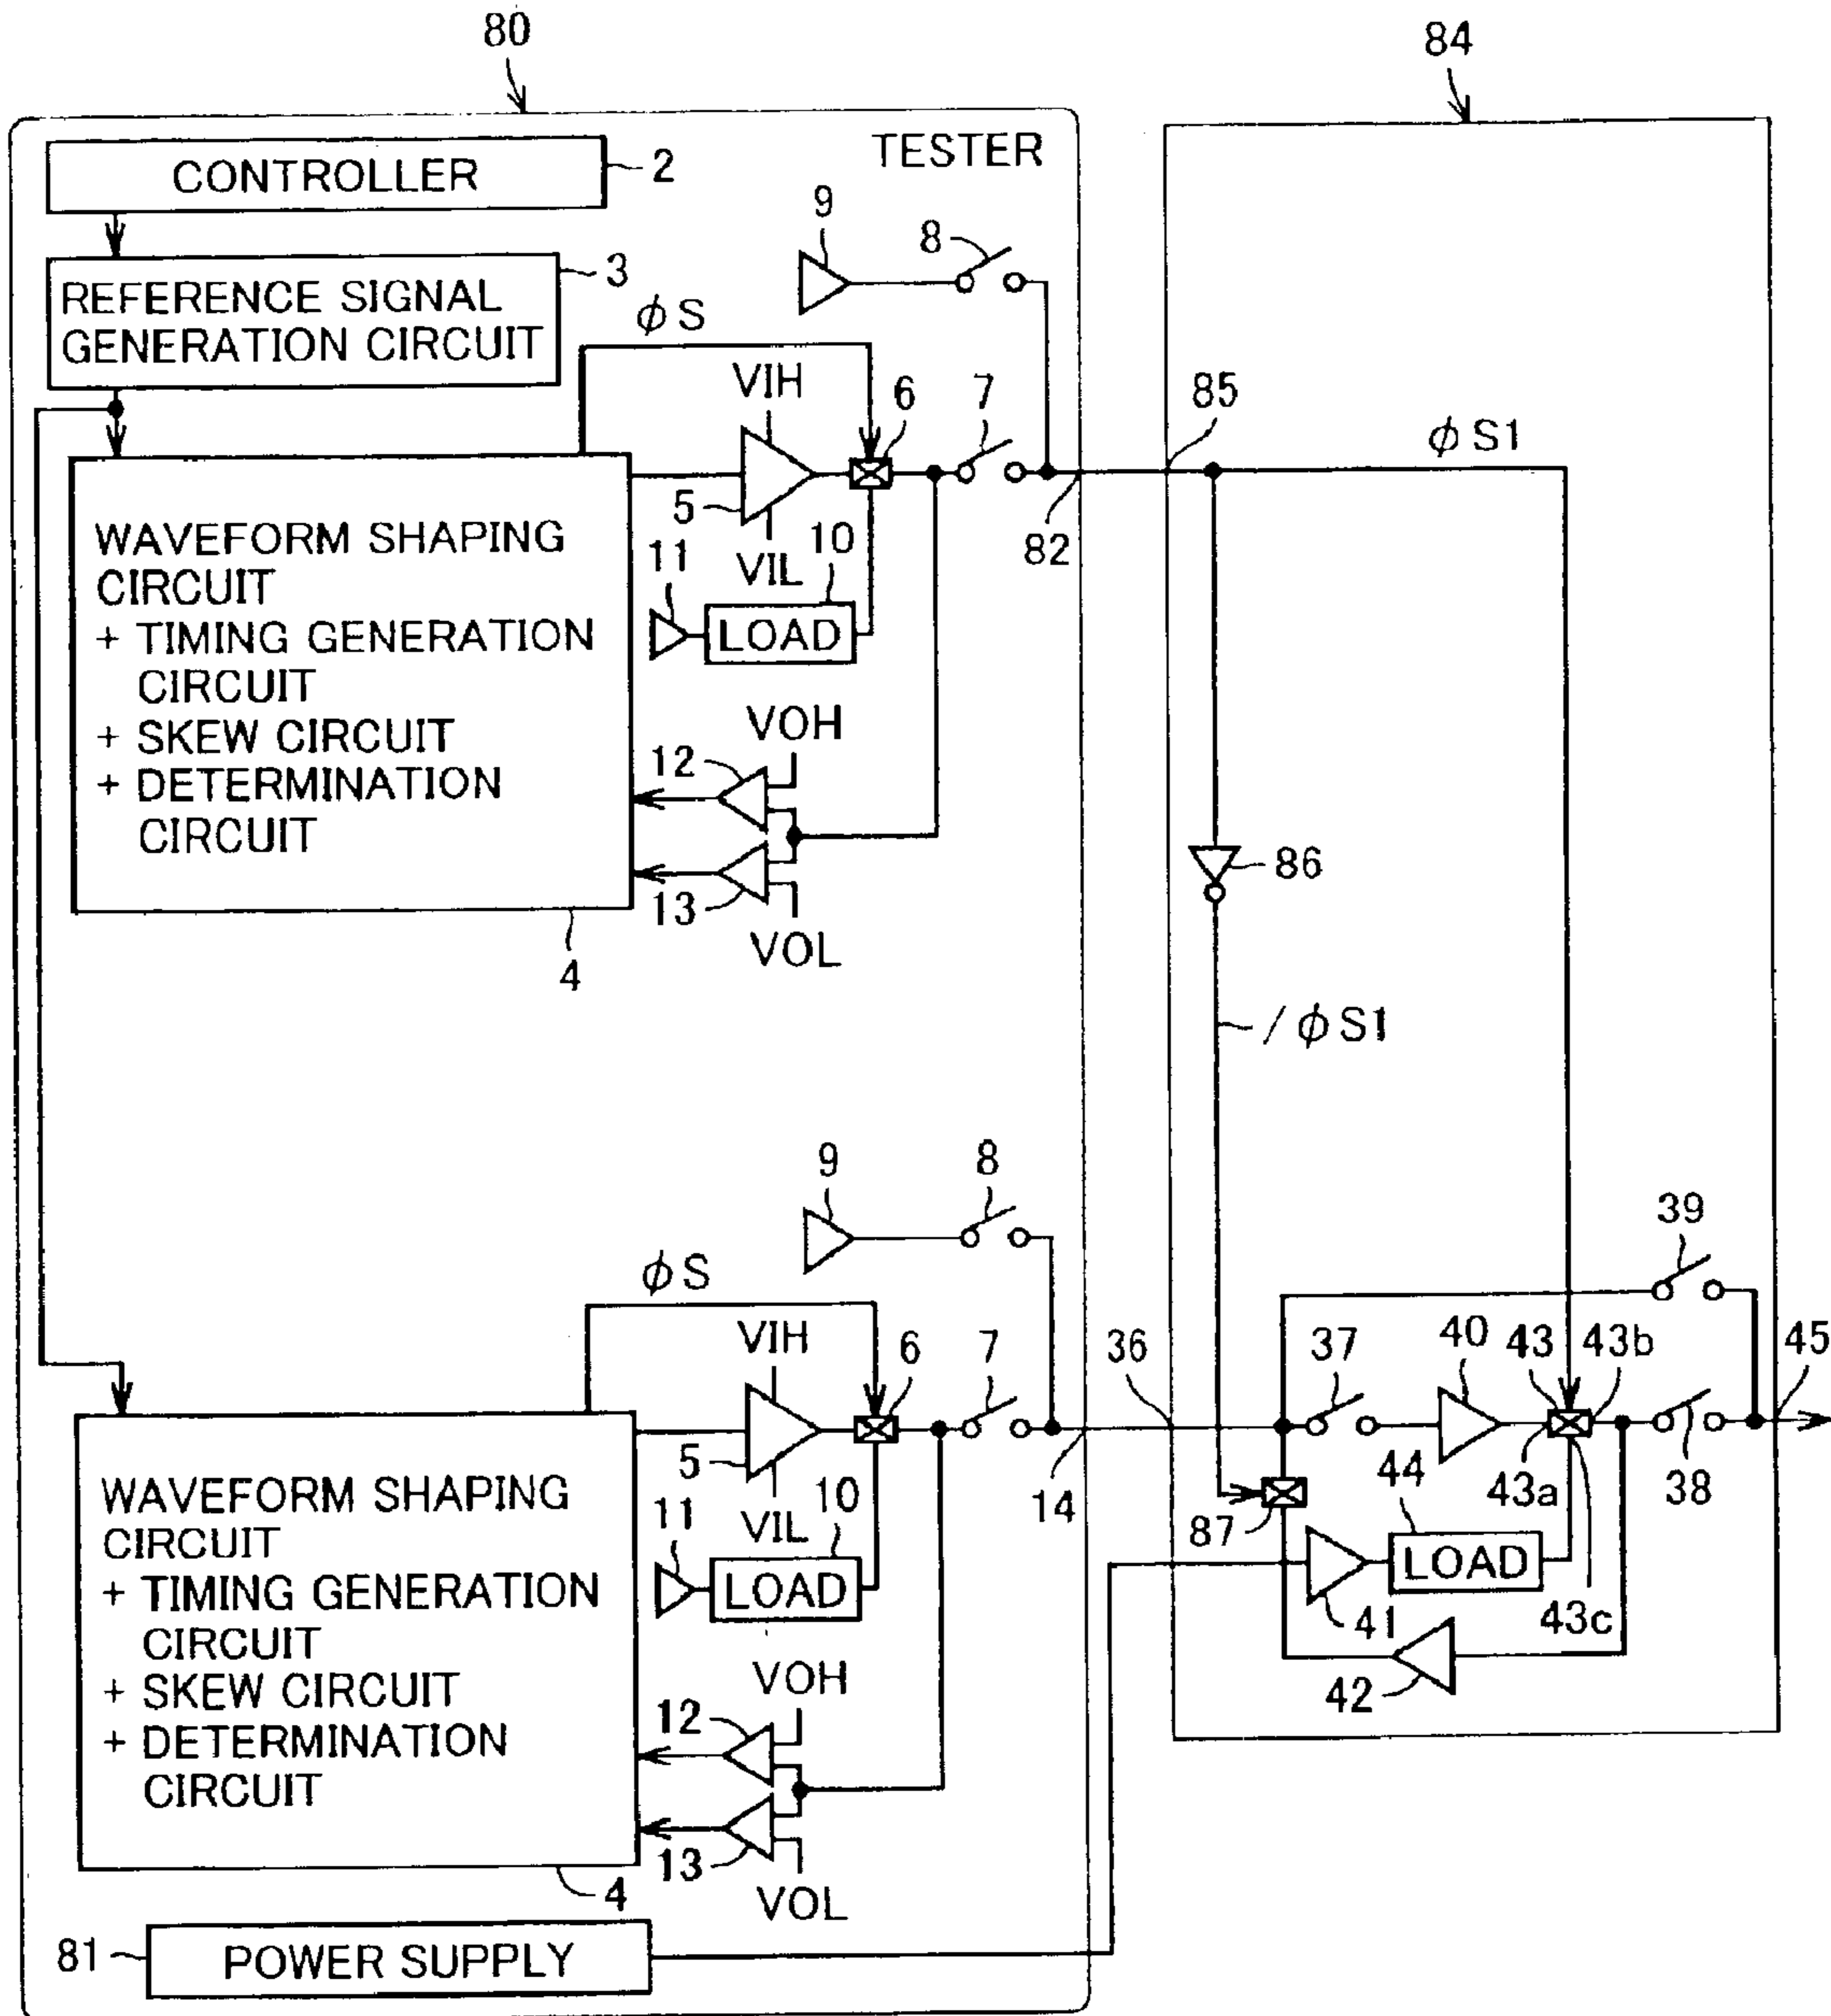 80
84
TESTER
CONTROLLER
2
9
8
3
REFERENCE SIGNAL
GENERATION CIRCUIT
φS
VIH
6
7
85
φS1
5
82
VIL
10
11
LOAD
WAVEFORM SHAPING
CIRCUIT
+ TIMING GENERATION
CIRCUIT
+ SKEW CIRCUIT
+ DETERMINATION
CIRCUIT
VOH
12
13
VOL
4
86
/φS1
9
8
39
φS
VIH
6
7
36
37
40
43
43b
45
5
14
87
44
43a
38
VIL
10
11
LOAD
LOAD
41
43c
42
WAVEFORM SHAPING
CIRCUIT
+ TIMING GENERATION
CIRCUIT
+ SKEW CIRCUIT
+ DETERMINATION
CIRCUIT
VOH
12
13
VOL
4
81
POWER SUPPLY